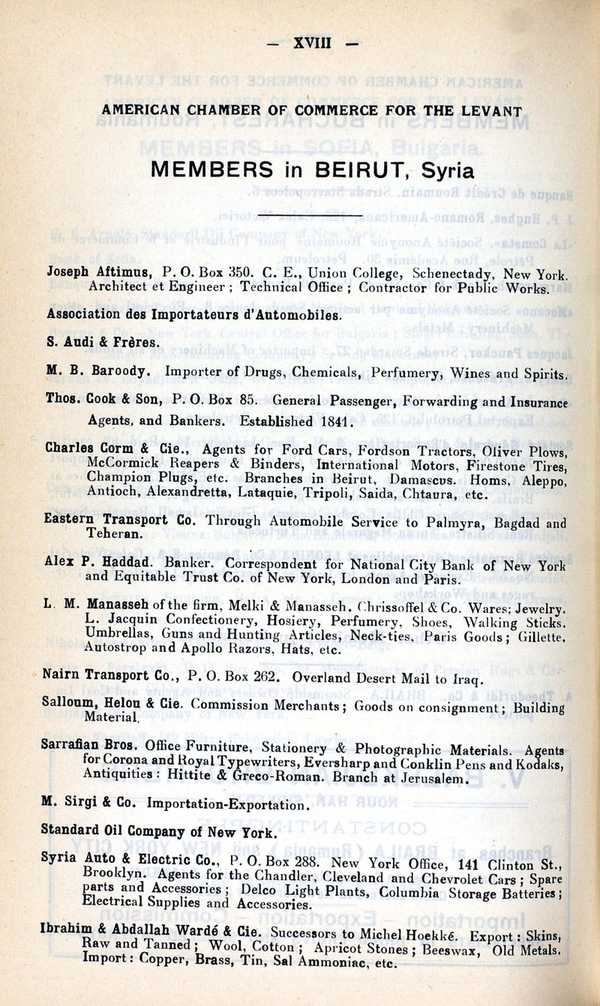 — XVIII —
AMERICAN CHAMBER OF COMMERCE FOR THE LEVANT
MEMBERS in BEIRUT, Syria
Joseph Aftimus, P. O. Box 350. C. E., Union College, Schenectady, New York.
Architect et Engineer ; Technical Office ; Contractor for Public Works.
Association des Importateurs d'Automobiles.
S. Audi & Frères.
M. B. Baroody. Importer of Drugs, Chemicals, Perfumery, Wines and Spirits.
Thos. Cook & Son, P. O. Box 85. General Passenger, Forwarding and Insurance
Agents, and Bankers. Established 1841.
Charles Corm & Cie., Agents for Ford Cars, Fordson Tractors, Oliver Plows,
McCormick Reapers & Binders, International Motors, Firestone Tires,
Champion Plugs, etc. Branches in Beirut, Damascus. Homs, Aleppo,
Antioch, Alexandretta, Lataquie, Tripoli, Saida, Chtaura, etc.
Eastern Transport Co. Through Automobile Service to Palmyra, Bagdad and
Teheran.
Alex P. Haddad. Banker. Correspondent for National City Bank of New York
and Equitable Trust Co. of New York, London and Paris.
L. M. Manasseh of the firm, Melki & Manasseh, Chrissoffel & Co. Wares; Jewelry.
L. Jacquin Confectionery, Hosiery, Perfumery, Shoes, Walking Sticks.
Umbrellas, Guns and Hunting Articles, Neck-ties, Paris Goods ; Gillette,
Autostrop and Apollo Razors, Hats, etc.
Nairn Transport Co., P. O. Box 262. Overland Desert Mail to Iraq.
Salloum, Helou & Cie. Commission Merchants ; Goods on consignment ; Building
Material.
Sarrafian Bros. Office Furniture, Stationery & Photographic Materials. Agents
for Corona and Royal Typewriters, Eversharp and Conklin Pens and Kodaks,
Antiquities : Hittite & Greco-Roman. Branch at Jerusalem.
M. Sirgi & Co. Importation-Exportation.
Standard Oil Company of New York.
Syria Auto & Electric Co., P. O. Box 288. New York Office, 141 Clinton St.,
Brooklyn. Agents for the Chandler, Cleveland and Chevrolet Cars ; Spare
parts and Accessories ; Delco Light Plants, Columbia Storage Batteries ;
Electrical Supplies and Accessories.
Ibrahim & Abdallah Wardé & Cie. Successors to Michel Hoekké. Export : Skins,
Raw and Tanned ; Wool, Cotton ; Apricot Stones ; Beeswax, Old Metals.
Import : Copper, Brass, Tin, Sal Ammoniac, etc.